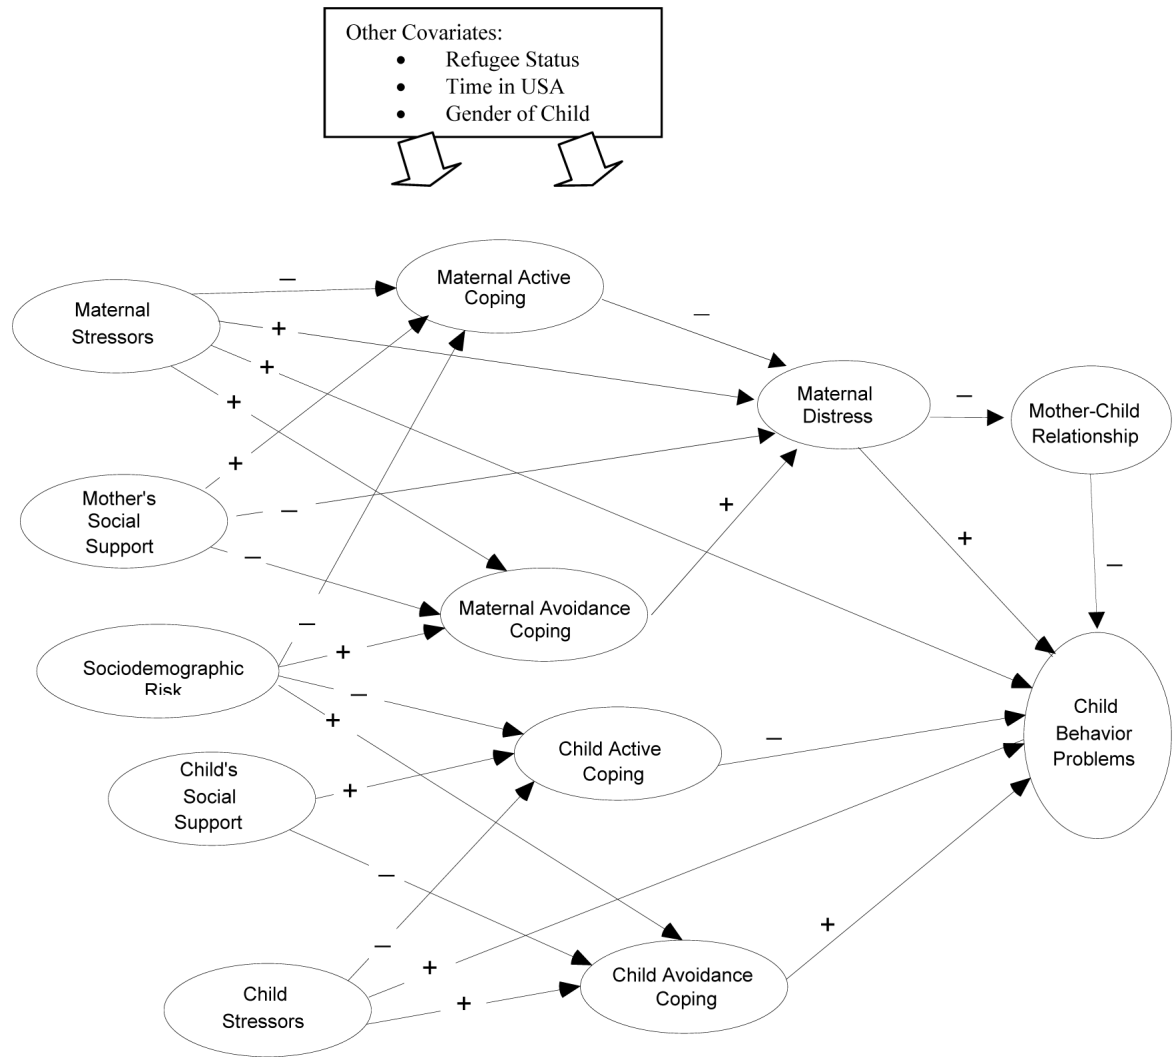 Other Covariates:
• Refugee Status
• Time in USA
• Gender of Child
Maternal Active
Coping
Maternal
Stressors
–
+
+
+
–
Maternal
Distress
–
Mother-Child
Relationship
Mother's
Social
Support
+
–
–
+
+
–
Maternal Avoidance
Coping
Sociodemographic
Risk
–
+
–
+
Child
Behavior
Problems
Child Active
Coping
–
Child's
Social
Support
+
–
Child
Stressors
–
+
+
Child Avoidance
Coping
+